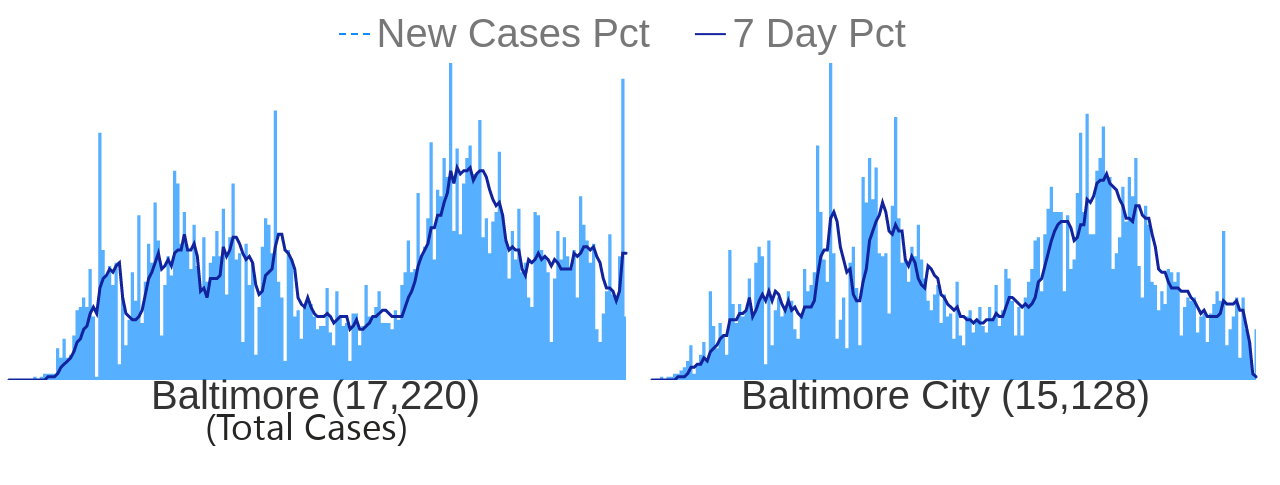 New Cases Pct 7 Day Pct
Baltimore (17,220) Baltimore City (15,128)
(Total Cases)